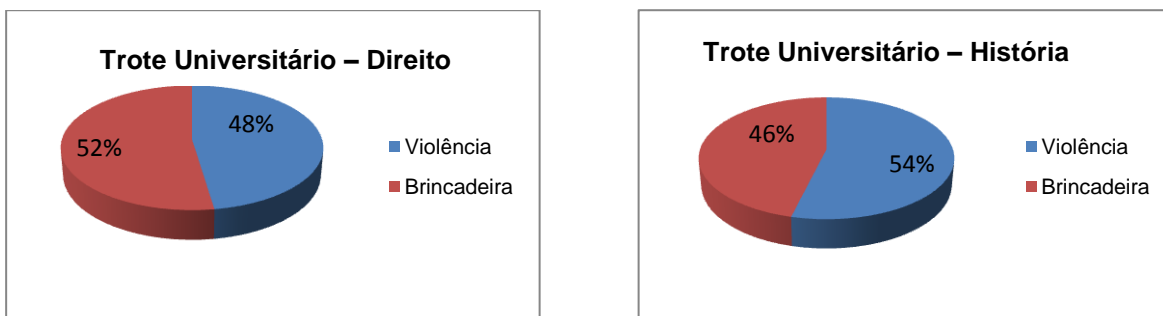 Trote Universitário – Direito
48%
52%
Violência
Brincadeira
Trote Universitário – História
46%
54%
Violência
Brincadeira